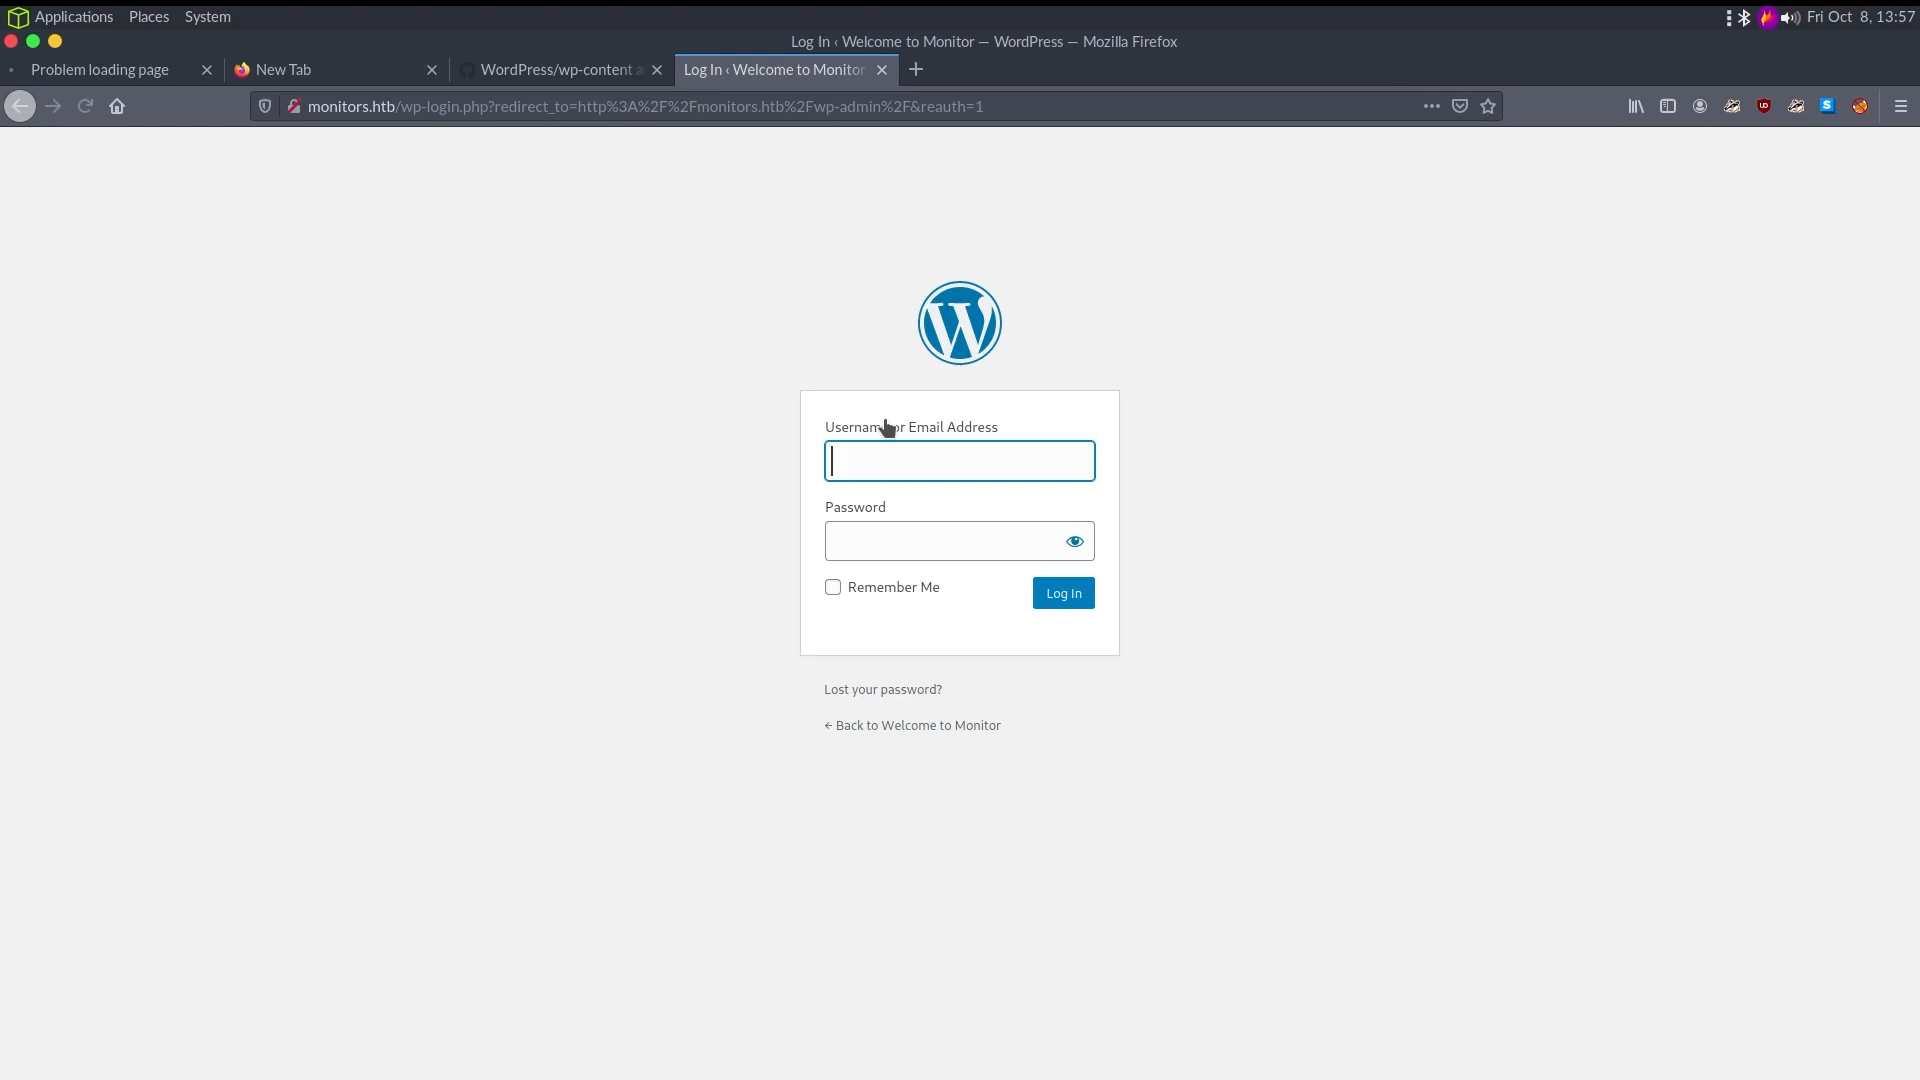 Applications Places System
Fri Oct 8, 13:57
Log In ‹ Welcome to Monitor — WordPress — Mozilla Firefox
Problem loading page
New Tab
WordPress/wp-content a
Log In ‹ Welcome to Monitor
monitors.htb/wp-login.php?redirect_to=http%3A%2F%2Fmonitors.htb%2Fwp-admin%2F&reauth=1
Username or Email Address
Password
Remember Me
Log In
Lost your password?
← Back to Welcome to Monitor